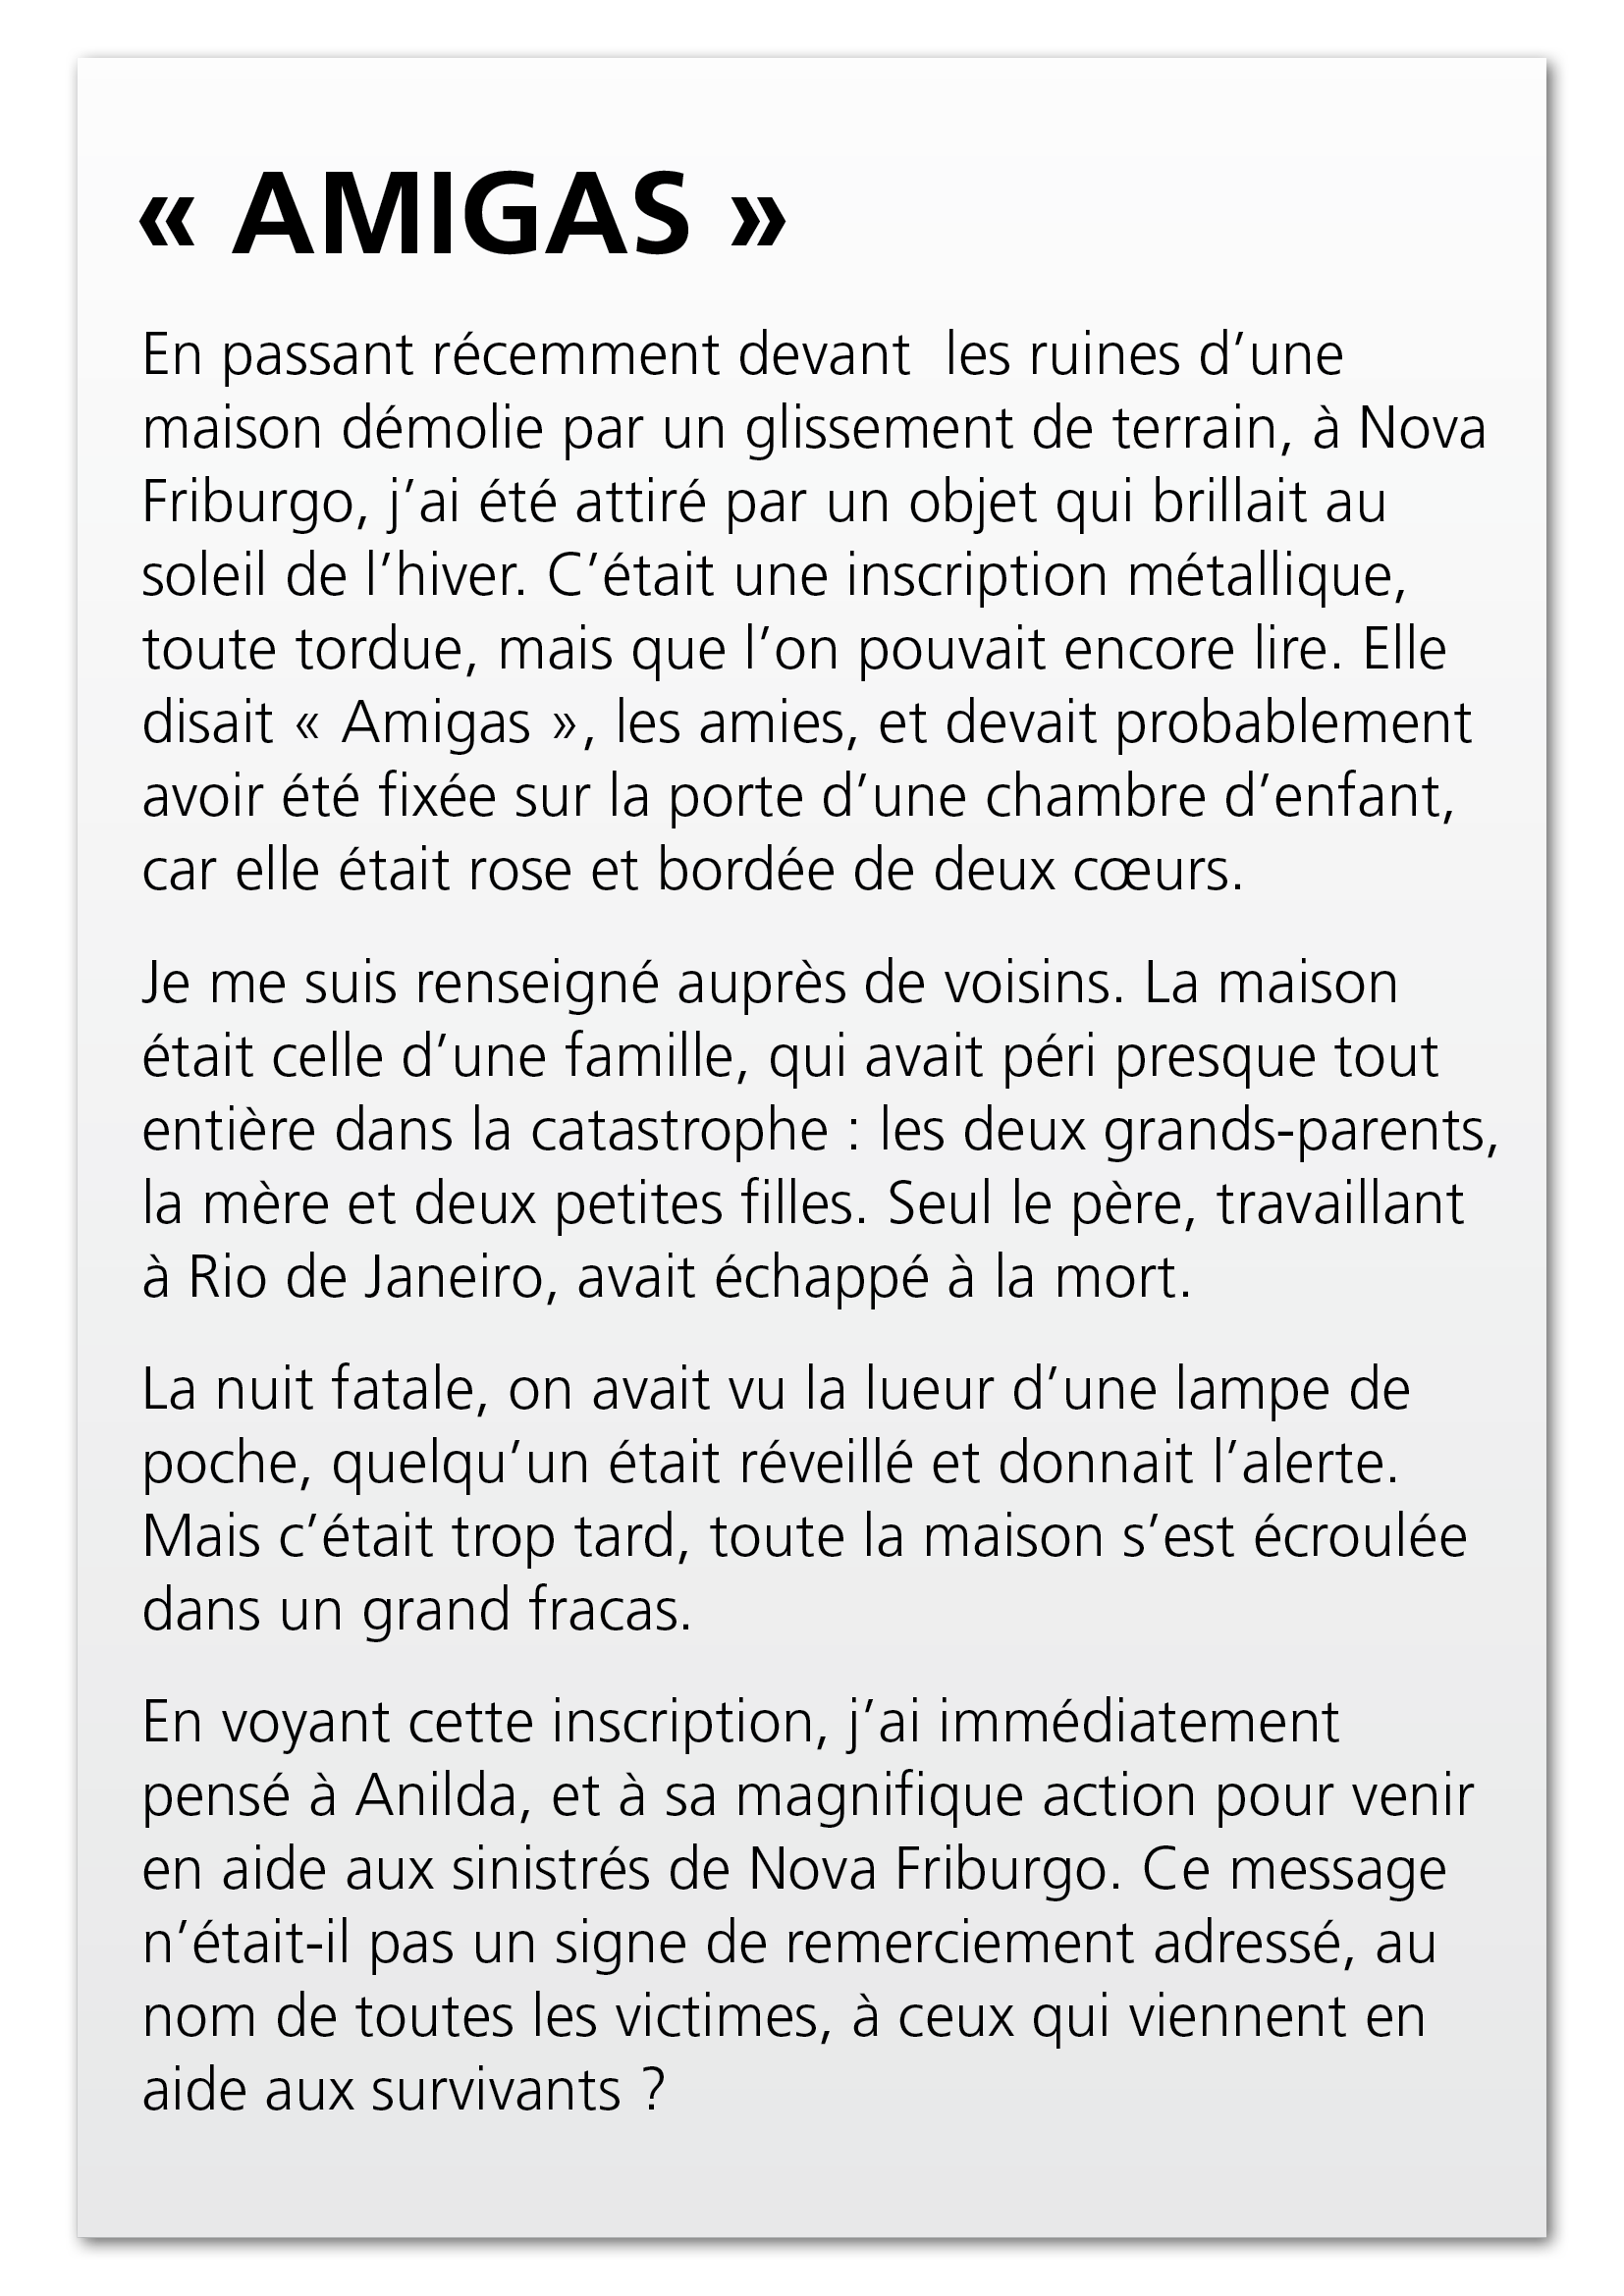 « AMIGAS »
En passant récemment devant  les ruines d’une
maison démolie par un glissement de terrain, à Nova
Friburgo, j’ai été attiré par un objet qui brillait au
soleil de l’hiver. C’était une inscription métallique,
toute tordue, mais que l’on pouvait encore lire. Elle
disait « Amigas », les amies, et devait probablement
avoir été fixée sur la porte d’une chambre d’enfant,
car elle était rose et bordée de deux cœurs.
Je me suis renseigné auprès de voisins. La maison
était celle d’une famille, qui avait péri presque tout
entière dans la catastrophe : les deux grands-parents,
la mère et deux petites filles. Seul le père, travaillant
à Rio de Janeiro, avait échappé à la mort.
La nuit fatale, on avait vu la lueur d’une lampe de
poche, quelqu’un était réveillé et donnait l’alerte.
Mais c’était trop tard, toute la maison s’est écroulée
dans un grand fracas.
En voyant cette inscription, j’ai immédiatement
pensé à Anilda, et à sa magnifique action pour venir
en aide aux sinistrés de Nova Friburgo. Ce message
n’était-il pas un signe de remerciement adressé, au
nom de toutes les victimes, à ceux qui viennent en
aide aux survivants ?